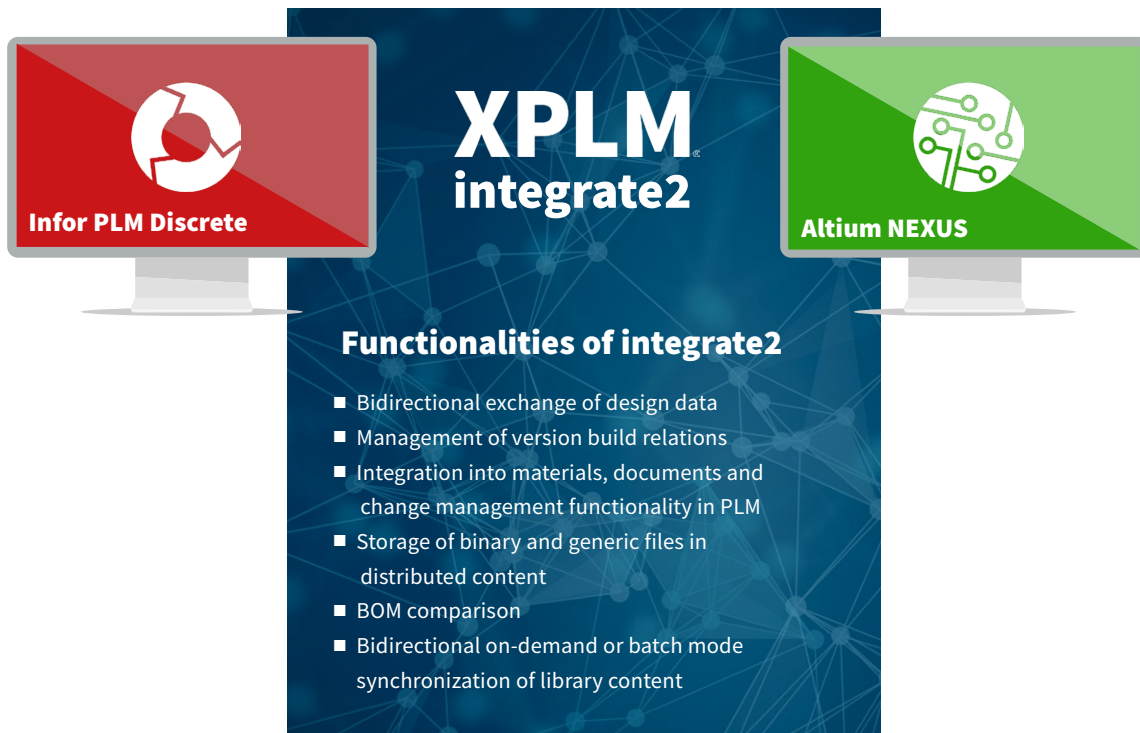 XPLM®
integrate2
Infor PLM Discrete
Altium NEXUS
Functionalities of integrate2
■ Bidirectional exchange of design data
■ Management of version build relations
■ Integration into materials, documents and
change management functionality in PLM
■ Storage of binary and generic files in
distributed content
■ BOM comparison
■ Bidirectional on-demand or batch mode
synchronization of library content